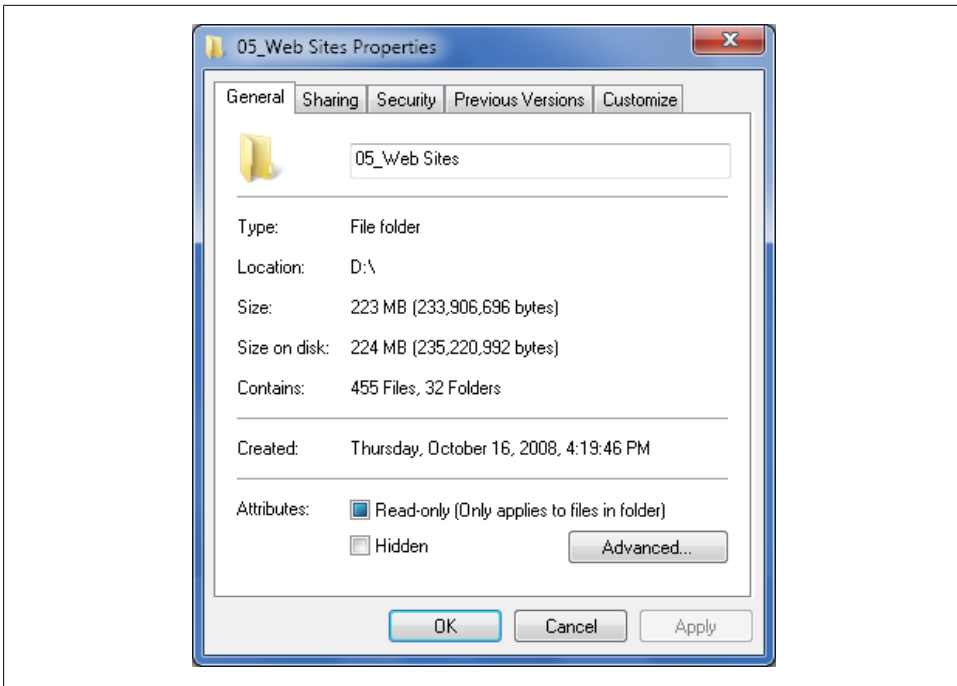 05_Web Sites Properties
General Sharing Security Previous Versions Customize
05_Web Sites
Type: File folder
Location: D:\
Size: 223 MB (233,906,696 bytes)
Size on disk: 224 MB (235,220,992 bytes)
Contains: 455 Files, 32 Folders
Created: Thursday, October 16, 2008, 4:19:46 PM
Attributes: Read-only (Only applies to files in folder)
Hidden Advanced...
OK Cancel Apply